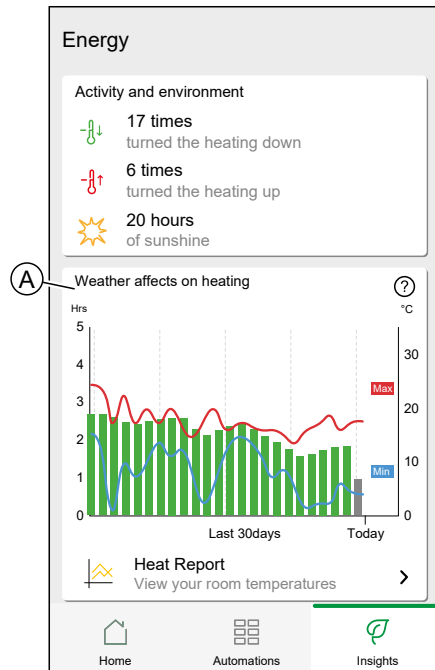 Energy
Activity and environment
17 times
turned the heating down
6 times
turned the heating up
20 hours
of sunshine
A
Weather affects on heating
?
Hrs
°C
5
4
3
2
1
0
30
20
10
0
Max
Min
Last 30days
Today
Heat Report
View your room temperatures
Home
Automations
Insights